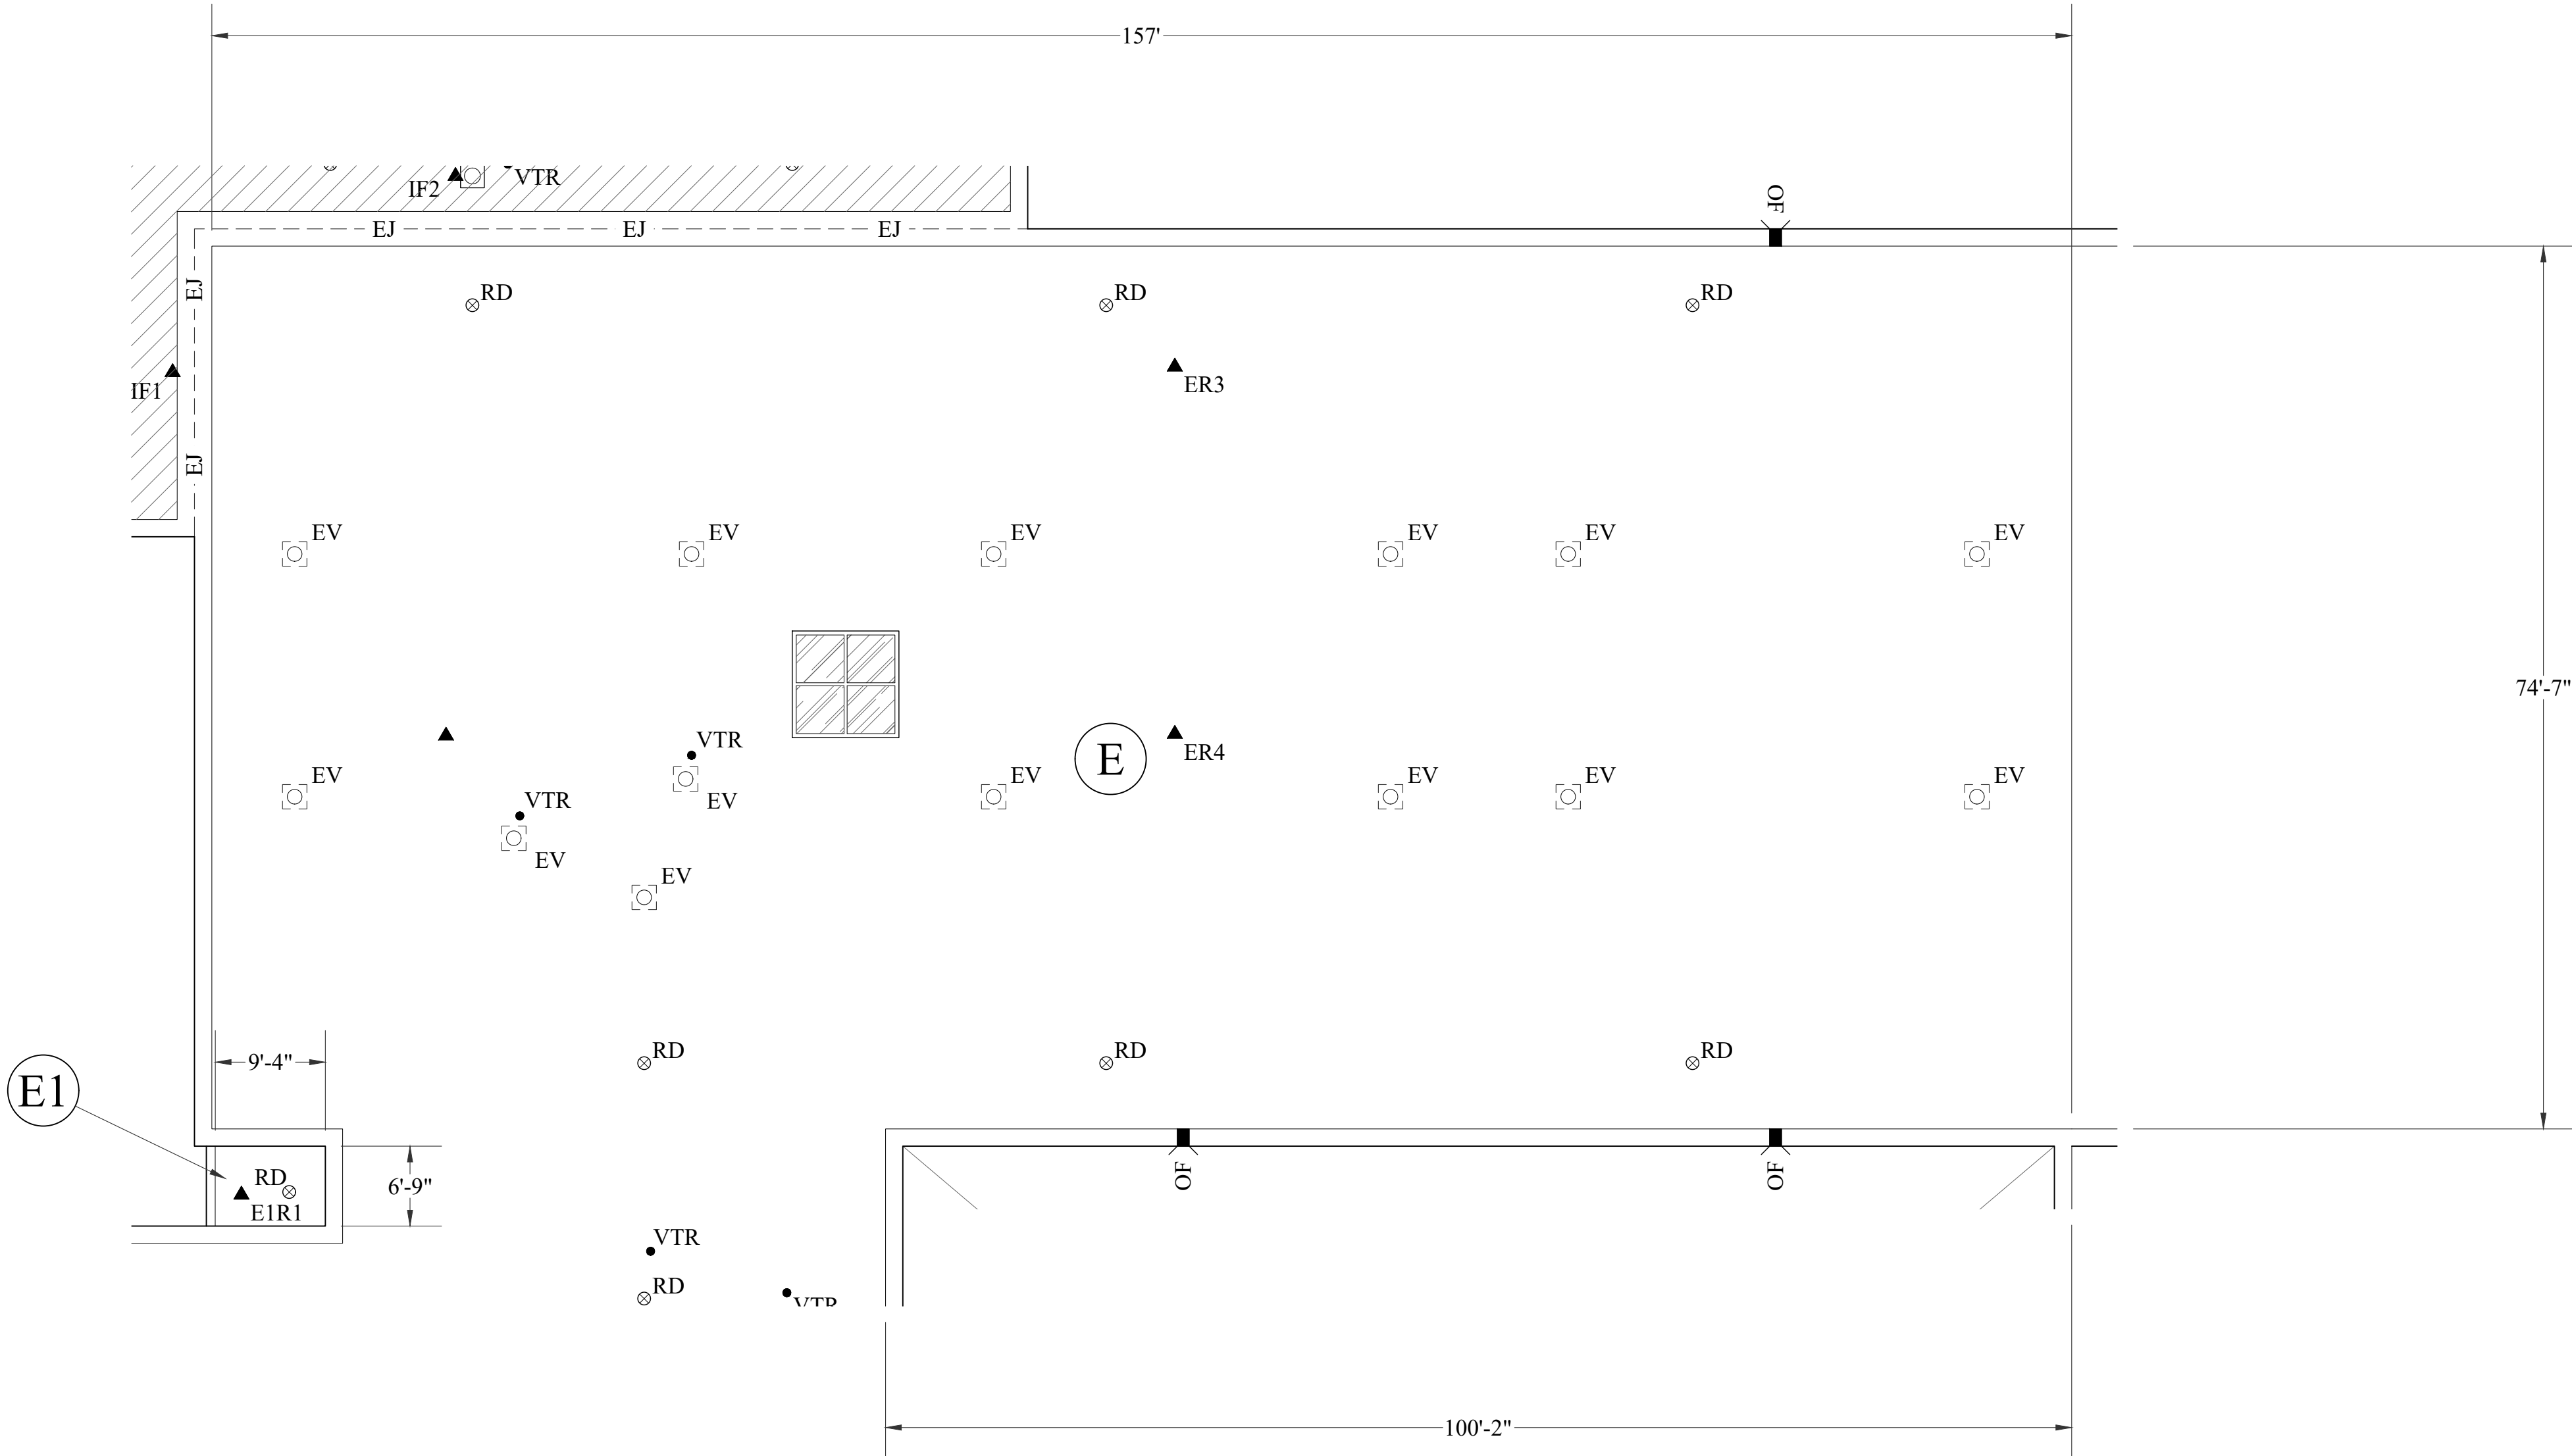 157'
OF
IF2
VTR
EJ
EJ
EJ
EJ
RD
RD
RD
IF1
ER3
EJ
EV
EV
EV
EV
EV
EV
74'-7"
VTR
E
ER4
EV
EV
EV
EV
EV
EV
VTR
EV
EV
RD
RD
RD
9'-4"
E1
RD
E1R1
6'-9"
OF
OF
VTR
RD
VTR
100'-2"